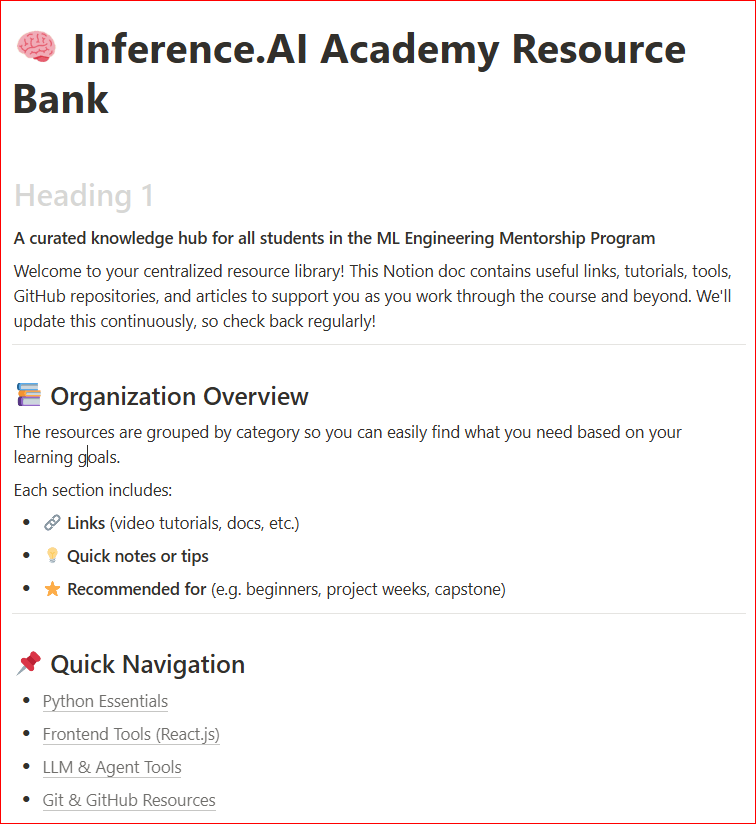 🧠 Inference.AI Academy Resource
Bank
Heading 1
A curated knowledge hub for all students in the ML Engineering Mentorship Program
Welcome to your centralized resource library! This Notion doc contains useful links, tutorials, tools,
GitHub repositories, and articles to support you as you work through the course and beyond. We'll
update this continuously, so check back regularly!
📚 Organization Overview
The resources are grouped by category so you can easily find what you need based on your
learning goals.
Each section includes:
• 🔗 Links (video tutorials, docs, etc.)
• 💡 Quick notes or tips
• ⭐ Recommended for (e.g. beginners, project weeks, capstone)
📌 Quick Navigation
• Python Essentials
• Frontend Tools (React.js)
• LLM & Agent Tools
• Git & GitHub Resources